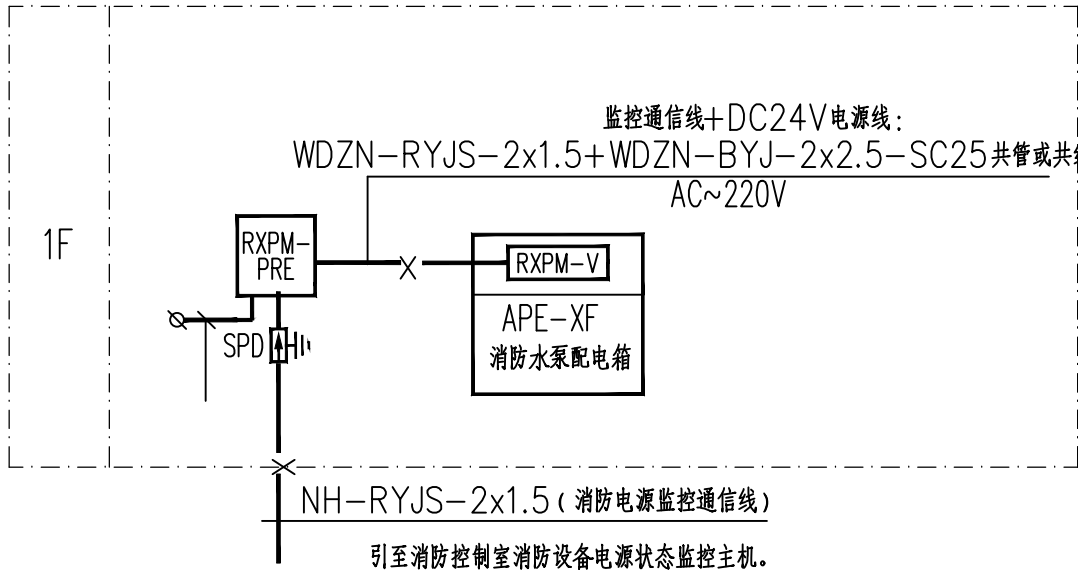 监控通信线+DC24V电源线:
WDZN-RYJS-2x1.5+WDZN-BYJ-2x2.5-SC25共管或共
AC~220V
1F
RXPM-
PRE
RXPM-V
APE-XF
消防水泵配电箱
SPD
NH-RYJS-2x1.5(消防电源监控通信线)
引至消防控制室消防设备电源状态监控主机。